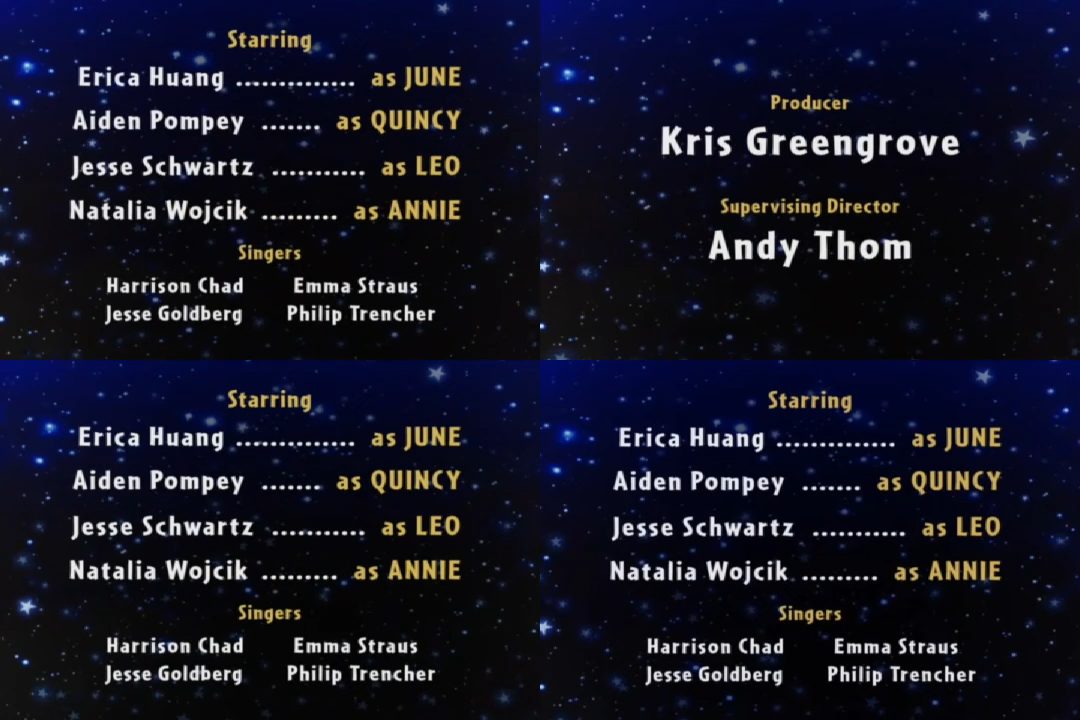 Starring
Erica Huang .............. as JUNE
Aiden Pompey ....... as QUINCY
Jesse Schwartz ........... as LEO
Natalia Wojcik ......... as ANNIE
Singers
Harrison Chad Emma Straus
Jesse Goldberg Philip Trencher
Producer
Kris Greengrove
Supervising Director
Andy Thom
Starring
Erica Huang .............. as JUNE
Aiden Pompey ....... as QUINCY
Jesse Schwartz ........... as LEO
Natalia Wojcik ......... as ANNIE
Singers
Harrison Chad Emma Straus
Jesse Goldberg Philip Trencher
Starring
Erica Huang .............. as JUNE
Aiden Pompey ....... as QUINCY
Jesse Schwartz ........... as LEO
Natalia Wojcik ......... as ANNIE
Singers
Harrison Chad Emma Straus
Jesse Goldberg Philip Trencher